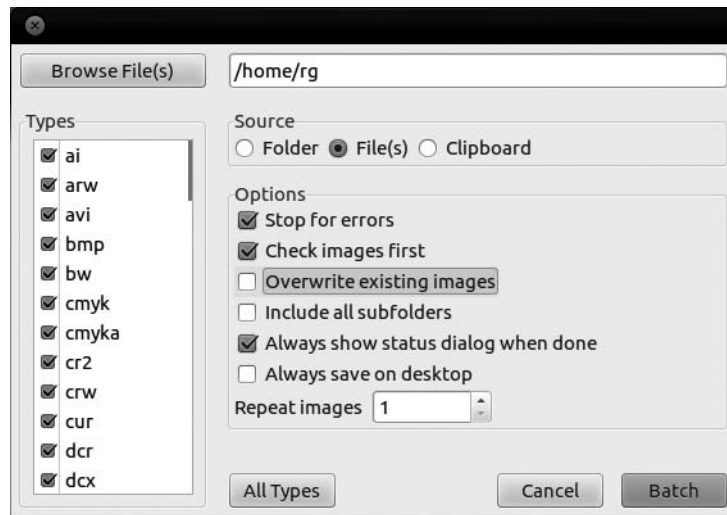 Browse File(s)
/home/rg
Types
ai
arw
avi
bmp
bw
cmyk
cmyka
cr2
crw
cur
dcr
dcx
Source
Folder File(s) Clipboard
Options
Stop for errors
Check images first
Overwrite existing images
Include all subfolders
Always show status dialog when done
Always save on desktop
Repeat images 1
All Types Cancel Batch